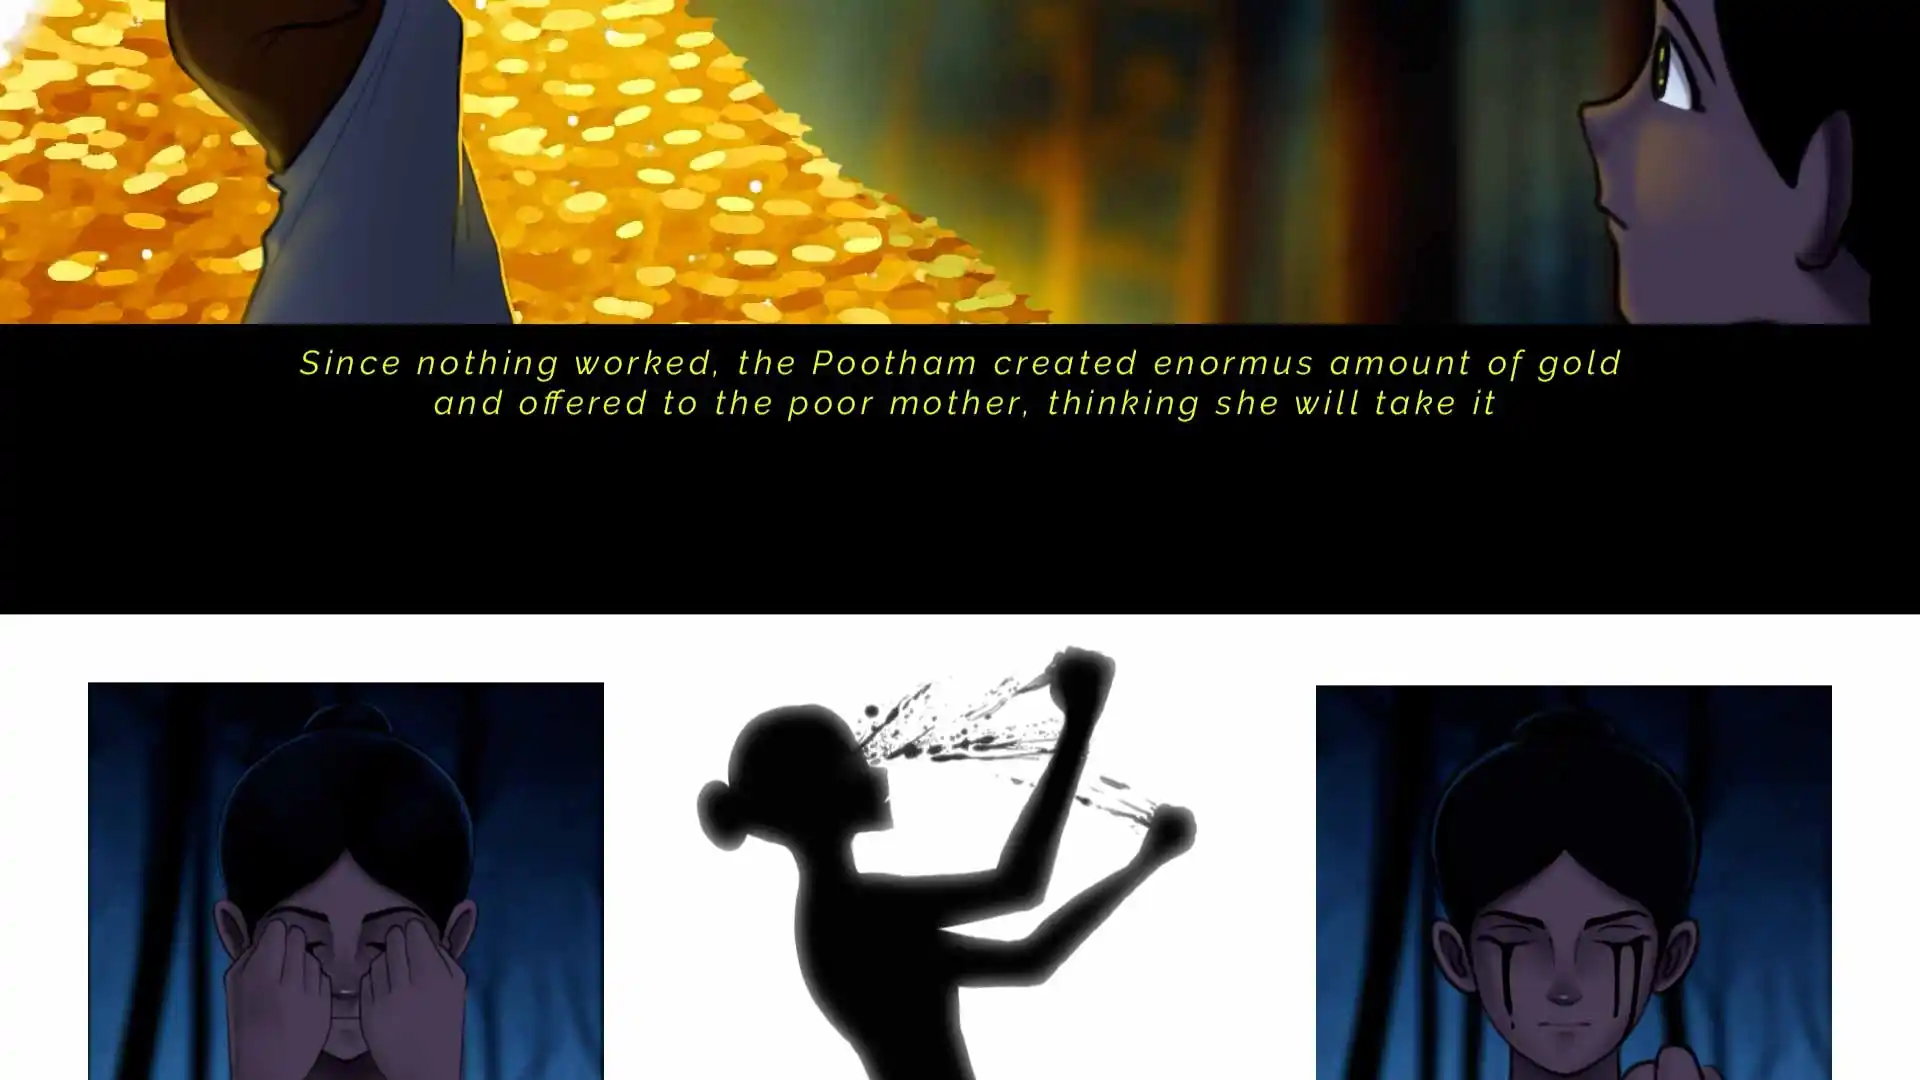 Since nothing worked, the Pootham created enormus amount of gold
and offered to the poor mother, thinking she will take it